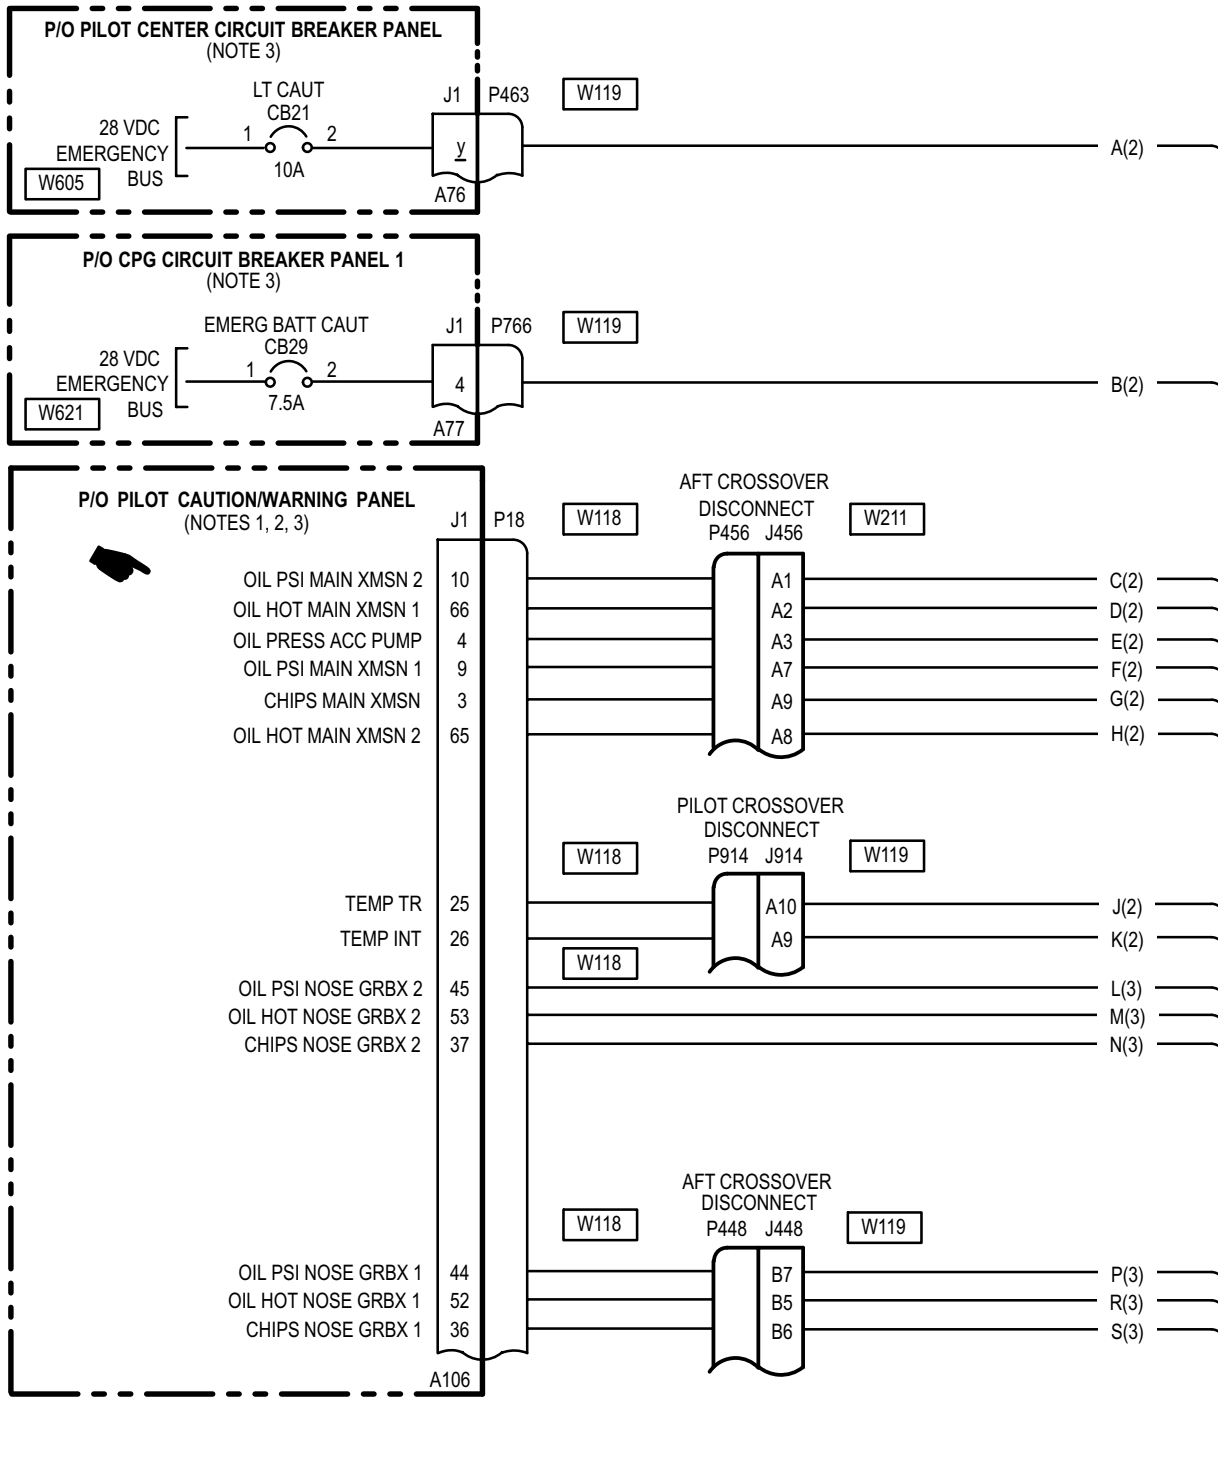 P/O PILOT CENTER CIRCUIT BREAKER PANEL
(NOTE 3)
LT CAUT
CB21
J1 P463 W119
28 VDC
EMERGENCY
BUS
1 2
10A
y
A(2)
W605
A76
P/O CPG CIRCUIT BREAKER PANEL 1
(NOTE 3)
EMERG BATT CAUT
CB29
J1 P766 W119
28 VDC
EMERGENCY
BUS
1 2
7.5A
4
B(2)
W621
A77
P/O PILOT CAUTION/WARNING PANEL
(NOTES 1, 2, 3)
J1 P18 W118
AFT CROSSOVER
DISCONNECT
P456 J456
W211
OIL PSI MAIN XMSN 2 10 A1 C(2)
OIL HOT MAIN XMSN 1 66 A2 D(2)
OIL PRESS ACC PUMP 4 A3 E(2)
OIL PSI MAIN XMSN 1 9 A7 F(2)
CHIPS MAIN XMSN 3 A9 G(2)
OIL HOT MAIN XMSN 2 65 A8 H(2)
PILOT CROSSOVER
DISCONNECT
W118 P914 J914 W119
TEMP TR 25 A10 J(2)
TEMP INT 26 A9 K(2)
W118
OIL PSI NOSE GRBX 2 45 L(3)
OIL HOT NOSE GRBX 2 53 M(3)
CHIPS NOSE GRBX 2 37 N(3)
AFT CROSSOVER
DISCONNECT
W118 P448 J448 W119
OIL PSI NOSE GRBX 1 44 B7 P(3)
OIL HOT NOSE GRBX 1 52 B5 R(3)
CHIPS NOSE GRBX 1 36 B6 S(3)
A106